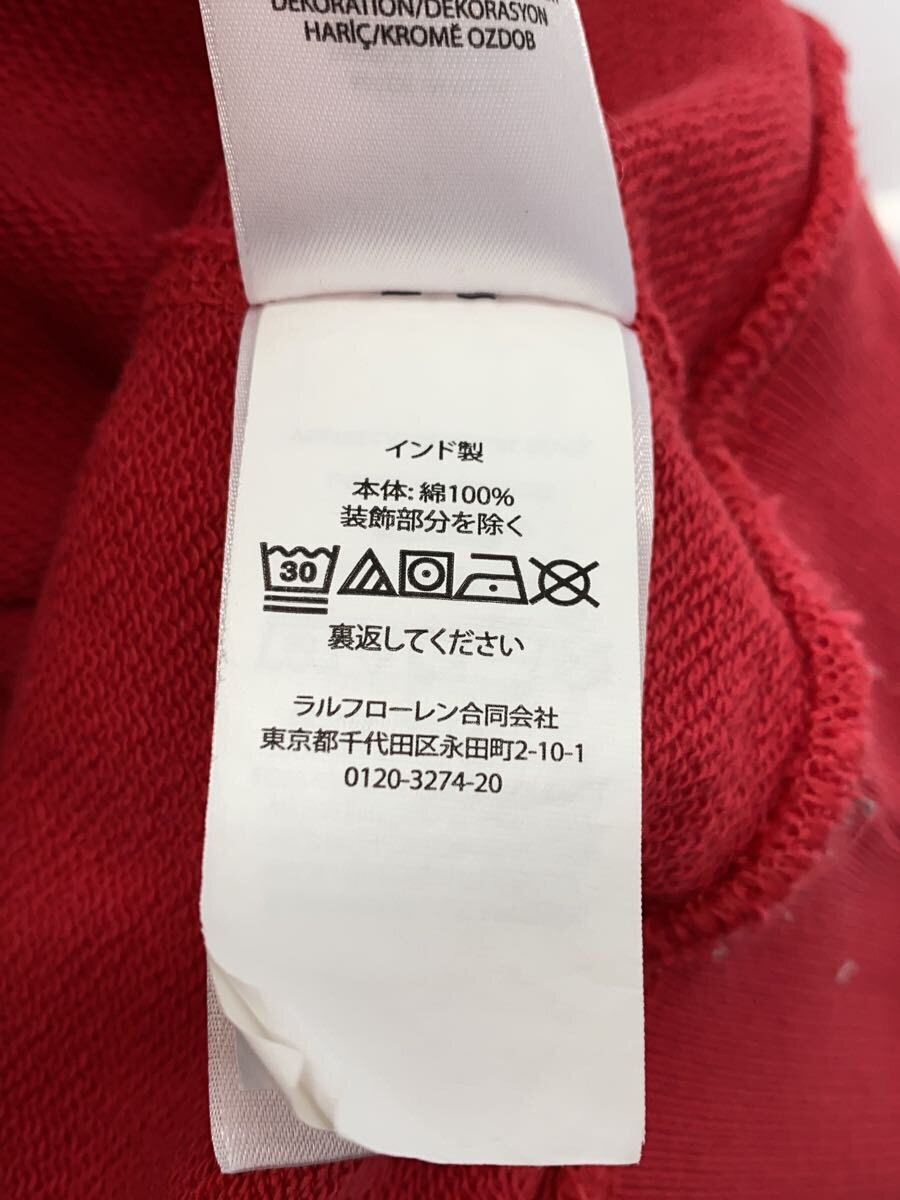 DEKORATION/DEKORASYON
HARİÇ/KROMĚ OZDOB
インド製
本体: 綿100%
装飾部分を除く
30
裏返してください
ラルフローレン合同会社
東京都千代田区永田町2-10-1
0120-3274-20